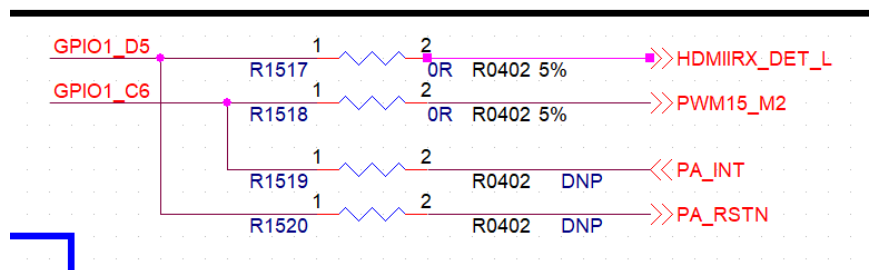 GPIO1_D5 1 2 HDMIIRX_DET_L
R1517 0R R0402 5%
GPIO1_C6 1 2 PWM15_M2
R1518 0R R0402 5%
1 2 PA_INT
R1519 R0402 DNP
1 2 PA_RSTN
R1520 R0402 DNP